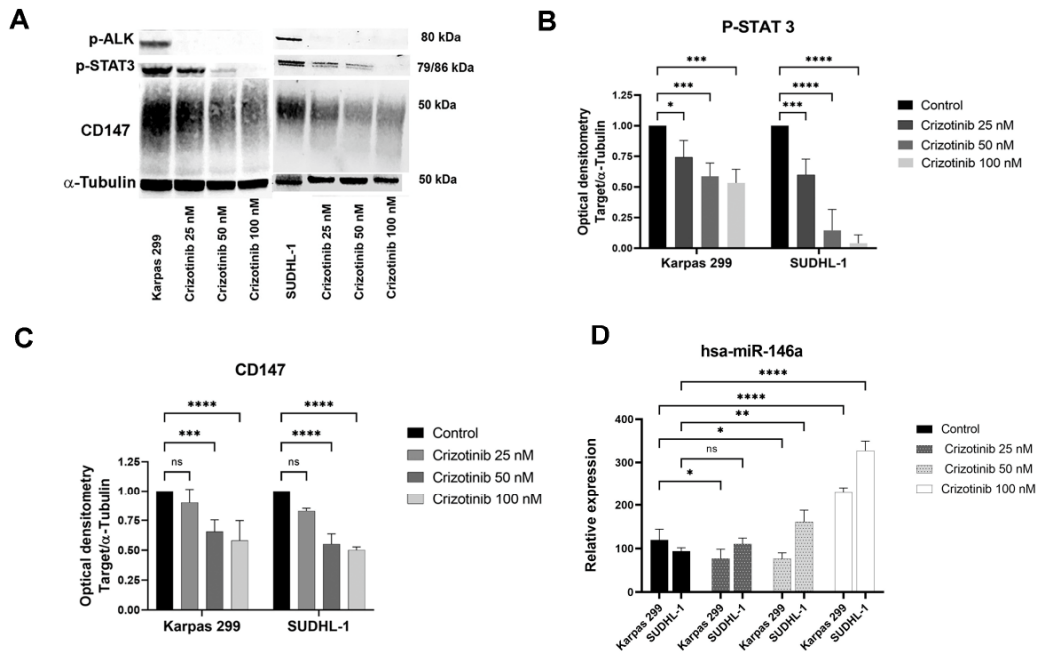 A
p-ALK
80 kDa
p-STAT3
79/86 kDa
CD147
50 kDa
α-Tubulin
50 kDa
Karpas 299
Crizotinib 25 nM
Crizotinib 50 nM
Crizotinib 100 nM
SUDHL-1
Crizotinib 25 nM
Crizotinib 50 nM
Crizotinib 100 nM
B
P-STAT 3
*** ****
*** ****
* ***
Optical densitometry
Target/α-Tubulin
1.25
1.00
0.75
0.50
0.25
0.00
Karpas 299 SUDHL-1
Control
Crizotinib 25 nM
Crizotinib 50 nM
Crizotinib 100 nM
C
CD147
**** ****
*** ****
ns ns
Optical densitometry
Target/α-Tubulin
1.25
1.00
0.75
0.50
0.25
0.00
Karpas 299 SUDHL-1
Control
Crizotinib 25 nM
Crizotinib 50 nM
Crizotinib 100 nM
D
hsa-miR-146a
****
****
**
*
ns
*
Relative expression
400
300
200
100
0
Karpas 299
SUDHL-1
Karpas 299
SUDHL-1
Karpas 299
SUDHL-1
Karpas 299
SUDHL-1
Control
Crizotinib 25 nM
Crizotinib 50 nM
Crizotinib 100 nM